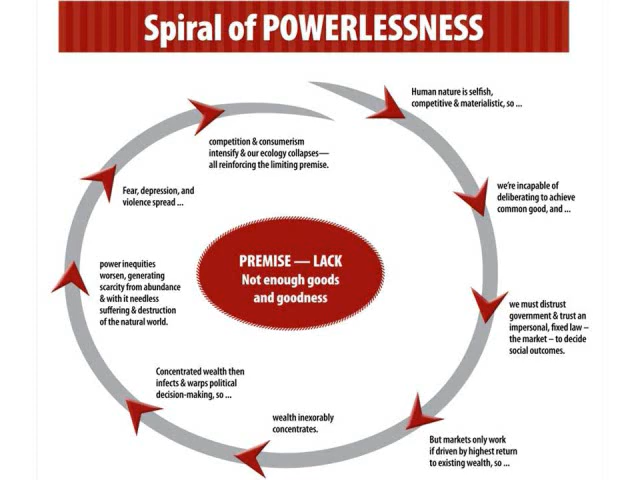 Spiral of POWERLESSNESS
Human nature is selfish,
competitive & materialistic, so ...
we're incapable of
deliberating to achieve
common good, and ...
we must distrust
government & trust an
impersonal, fixed law –
the market – to decide
social outcomes.
But markets only work
if driven by highest return
to existing wealth, so ...
wealth inexorably
concentrates.
Concentrated wealth then
infects & warps political
decision-making, so ...
power inequities
worsen, generating
scarcity from abundance
& with it needless
suffering & destruction
of the natural world.
Fear, depression, and
violence spread ...
competition & consumerism
intensify & our ecology collapses—
all reinforcing the limiting premise.
PREMISE — LACK
Not enough goods
and goodness